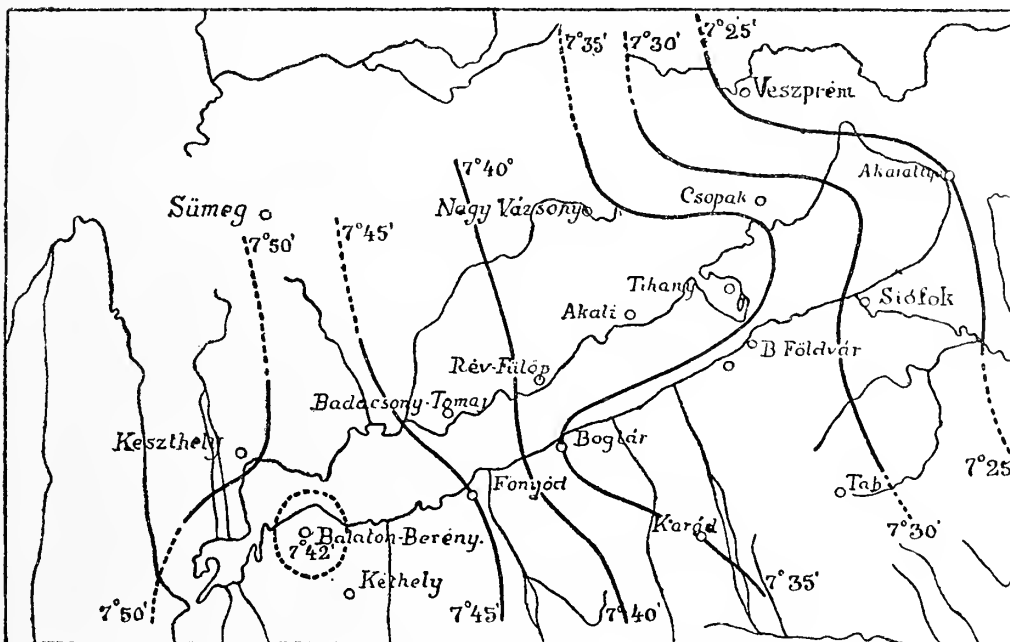 7°35'
7°30'
7°25'
Veszprém
7°40°
Csopak
Sümeg
7°45'
Nagy Vázsony
7°50'
Tihany
Siófok
Akali
B Földvár
Rév-Fülöp
Badacsony-Tomaj
Keszthely
Boglár
7°25'
Fonyód
Tab
Karád
7°30'
Balaton-Berény.
7°42'
Kéthely
7°35'
7°50'
7°45'
7°40'